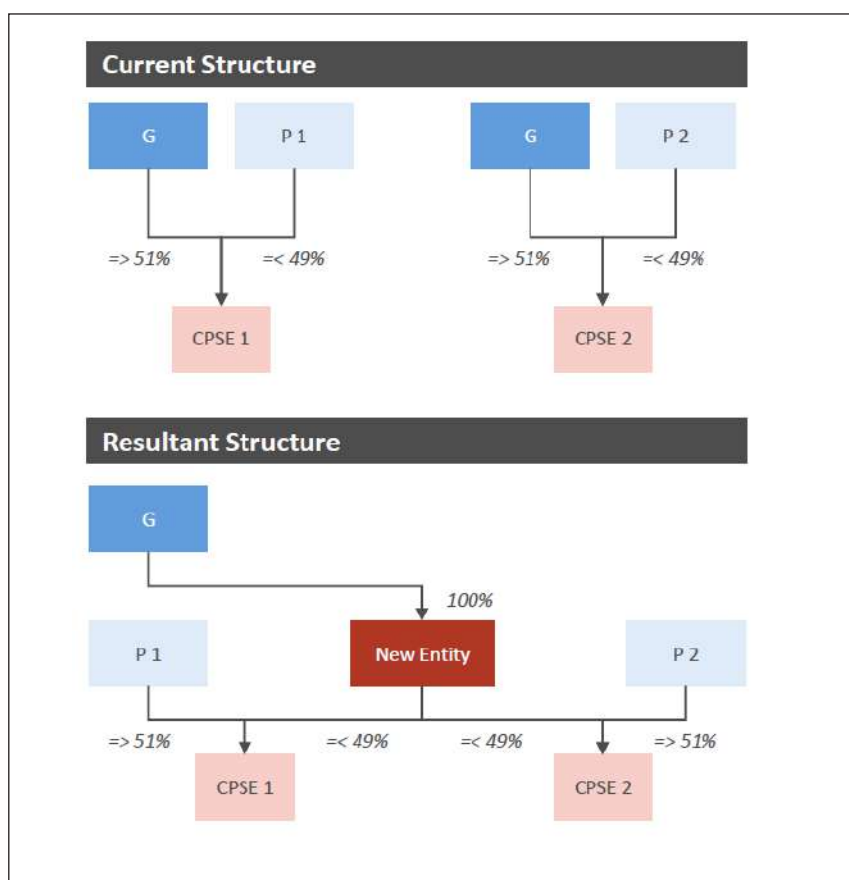 Current Structure
G
P 1
G
P 2
=> 51%
=< 49%
=> 51%
=< 49%
CPSE 1
CPSE 2
Resultant Structure
G
100%
P 1
New Entity
P 2
=> 51%
=< 49%
=< 49%
=> 51%
CPSE 1
CPSE 2